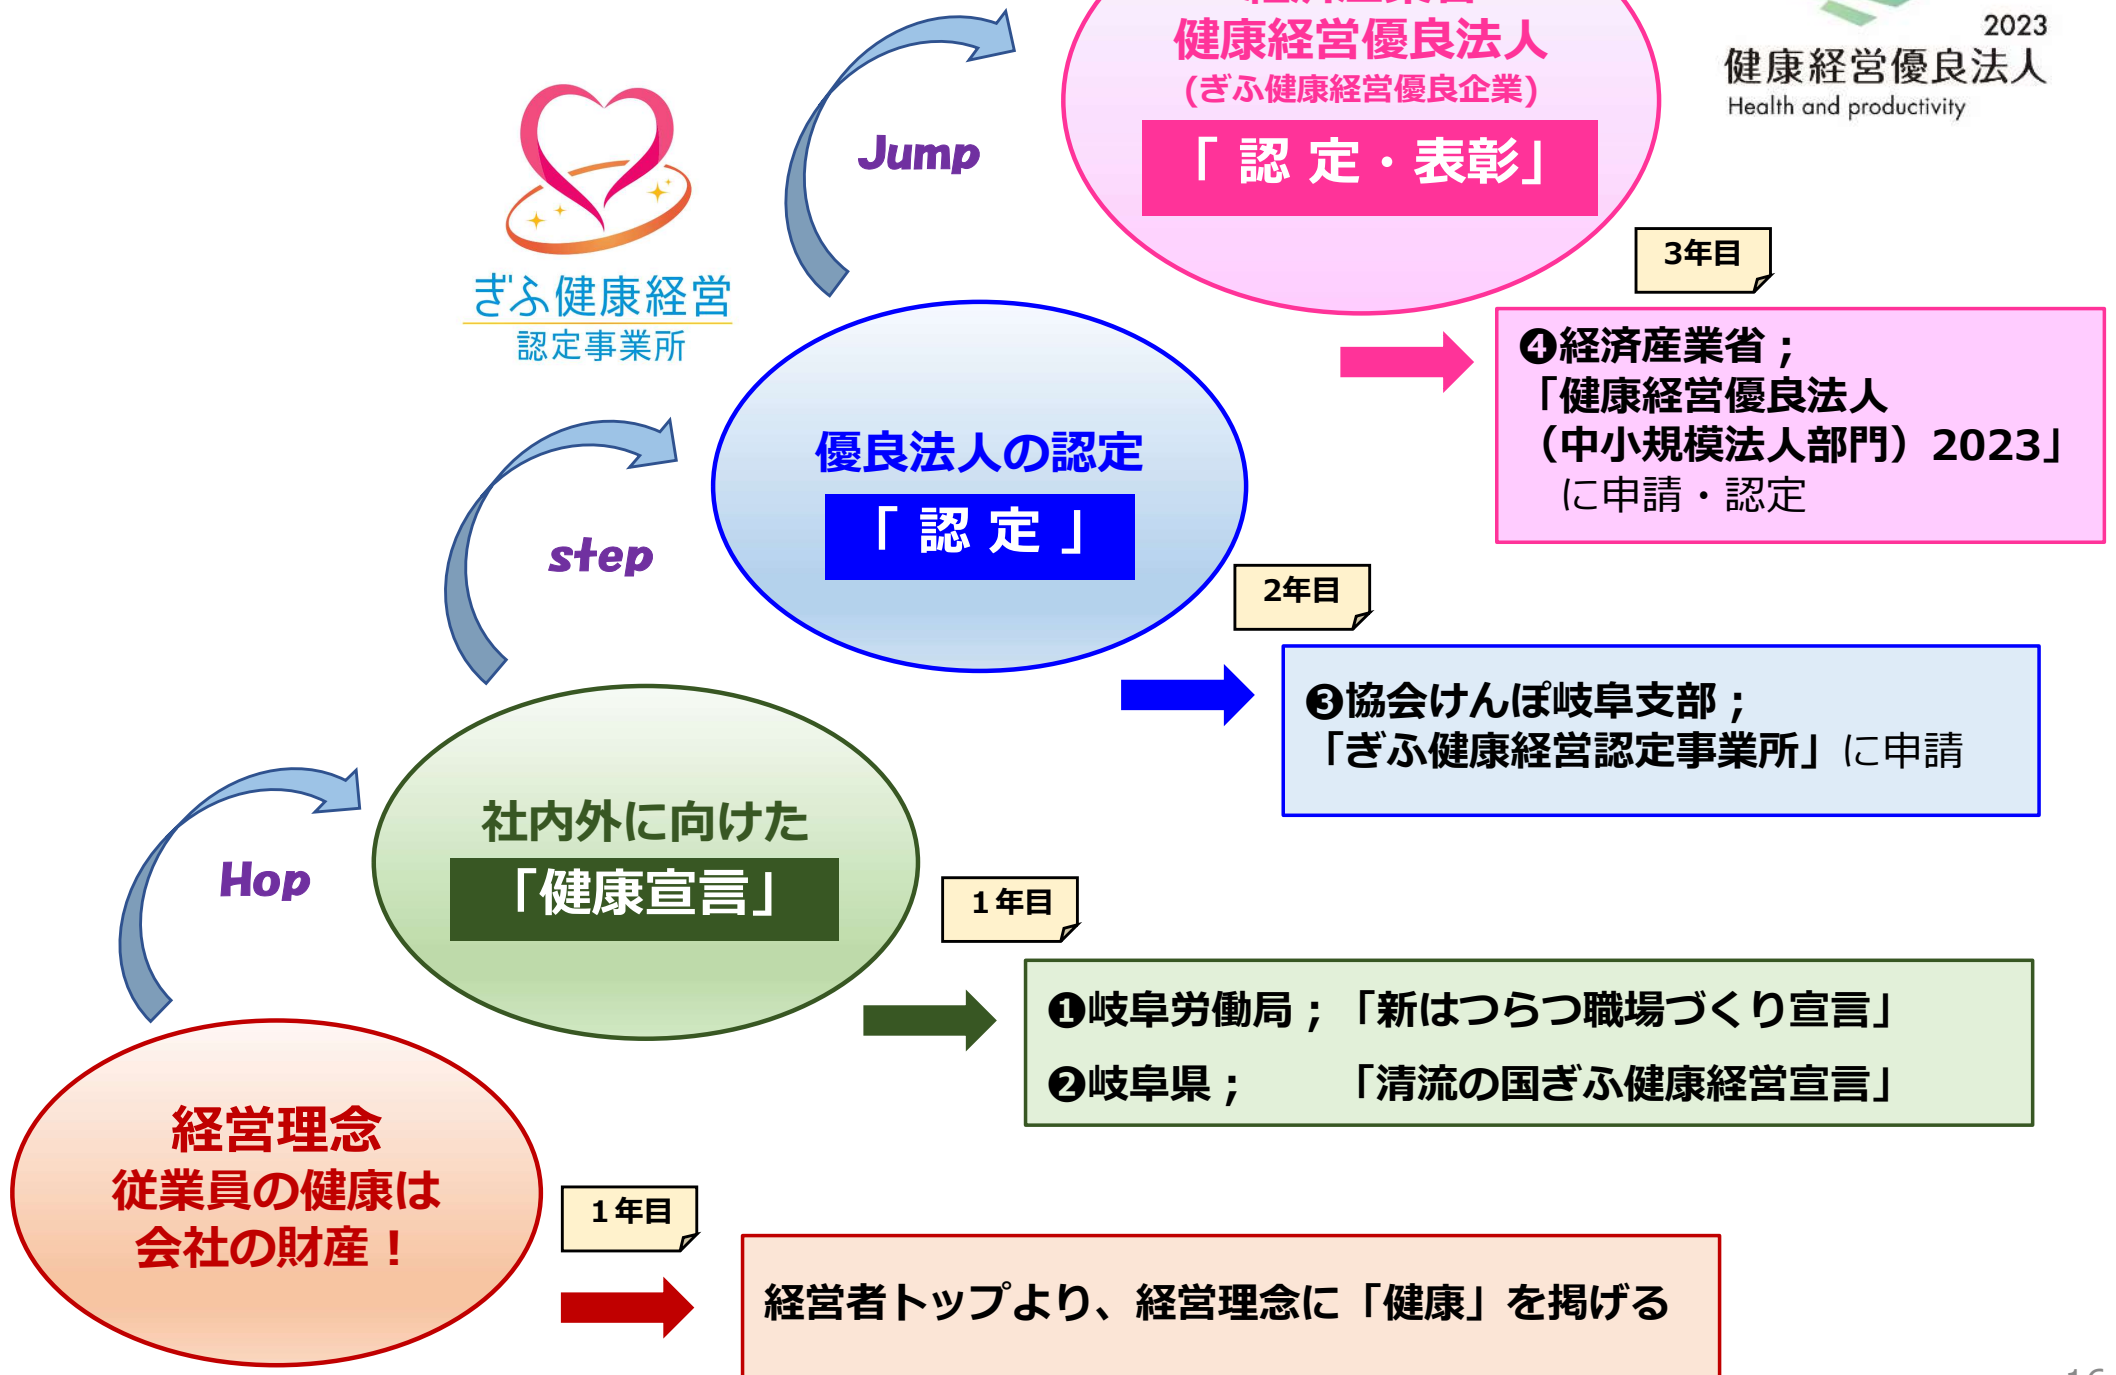 健康経営優良法人
(ぎふ健康経営優良企業)
「 認 定・表彰」
2023
健康経営優良法人
Health and productivity
Jump
ぎふ健康経営
認定事業所
3年目
❹経済産業省；
「健康経営優良法人
（中小規模法人部門）2023」
に申請・認定
優良法人の認定
「 認 定 」
step
2年目
❸協会けんぽ岐阜支部；
「ぎふ健康経営認定事業所」に申請
社内外に向けた
「健康宣言」
Hop
１年目
❶岐阜労働局；「新はつらつ職場づくり宣言」
❷岐阜県；　　「清流の国ぎふ健康経営宣言」
経営理念
従業員の健康は
会社の財産！
１年目
経営者トップより、経営理念に「健康」を掲げる